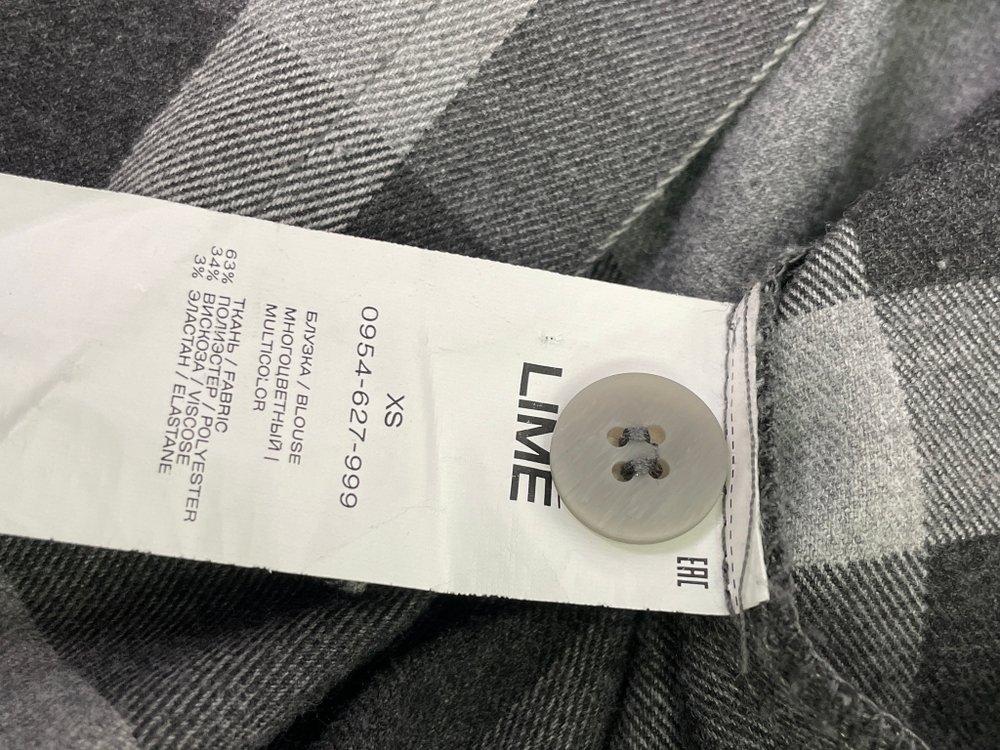 EAC
LIME
XS
0954-627-999
БЛУЗКА / BLOUSE
МНОГОЦВЕТНЫЙ |
MULTICOLOR
ТКАНЬ / FABRIC
63% ПОЛИЭСТЕР / POLYESTER
34% ВИСКОЗА / VISCOSE
3% ЭЛАСТАН / ELASTANE